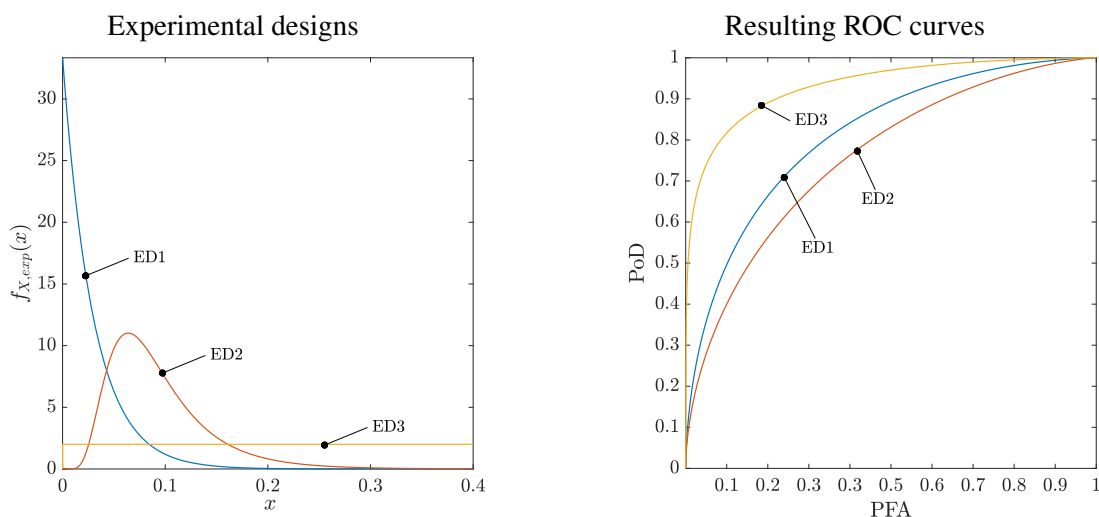 Experimental designs
30
25
20
15
10
5
0
f_{X,exp}(x)
ED1
ED2
ED3
0 0.1 0.2 0.3 0.4
x
Resulting ROC curves
1
0.9
0.8
0.7
0.6
0.5
0.4
0.3
0.2
0.1
0
PoD
ED3
ED2
ED1
0.1 0.2 0.3 0.4 0.5 0.6 0.7 0.8 0.9 1
PFA